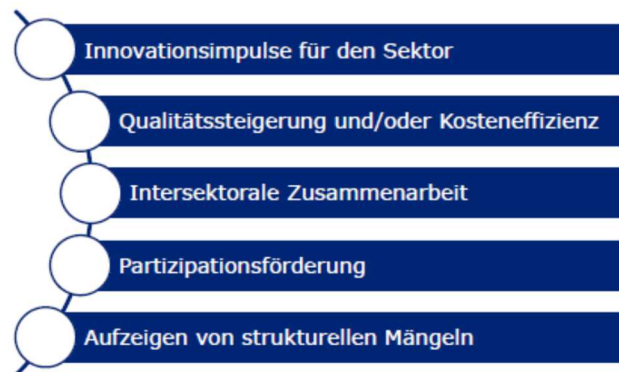 Innovationsimpulse für den Sektor
Qualitätssteigerung und/oder Kosteneffizienz
Intersektorale Zusammenarbeit
Partizipationsförderung
Aufzeigen von strukturellen Mängeln